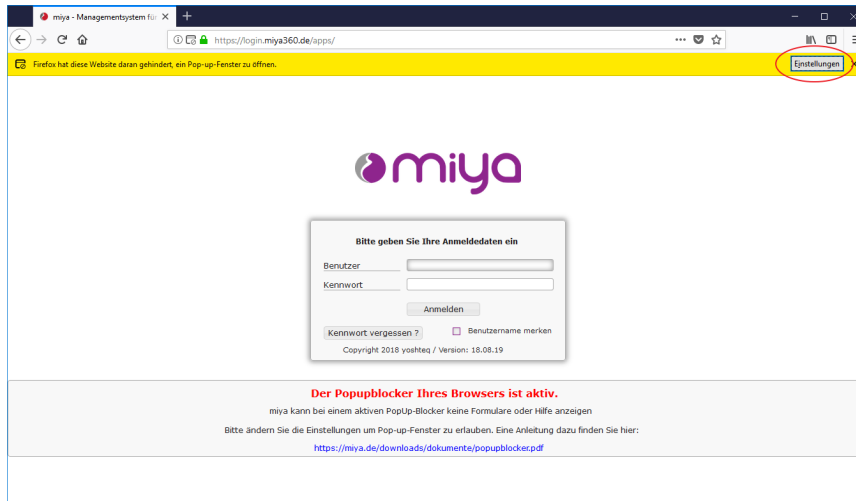 miya - Managementsystem für
https://login.miya360.de/apps/
Firefox hat diese Website daran gehindert, ein Pop-up-Fenster zu öffnen.
Einstellungen
miya
Bitte geben Sie Ihre Anmeldedaten ein
Benutzer
Kennwort
Anmelden
Kennwort vergessen ?
Benutzername merken
Copyright 2018 yoshteq / Version: 18.08.19
Der Popupblocker Ihres Browsers ist aktiv.
miya kann bei einem aktiven PopUp-Blocker keine Formulare oder Hilfe anzeigen
Bitte ändern Sie die Einstellungen um Pop-up-Fenster zu erlauben. Eine Anleitung dazu finden Sie hier:
https://miya.de/downloads/dokumente/popupblocker.pdf